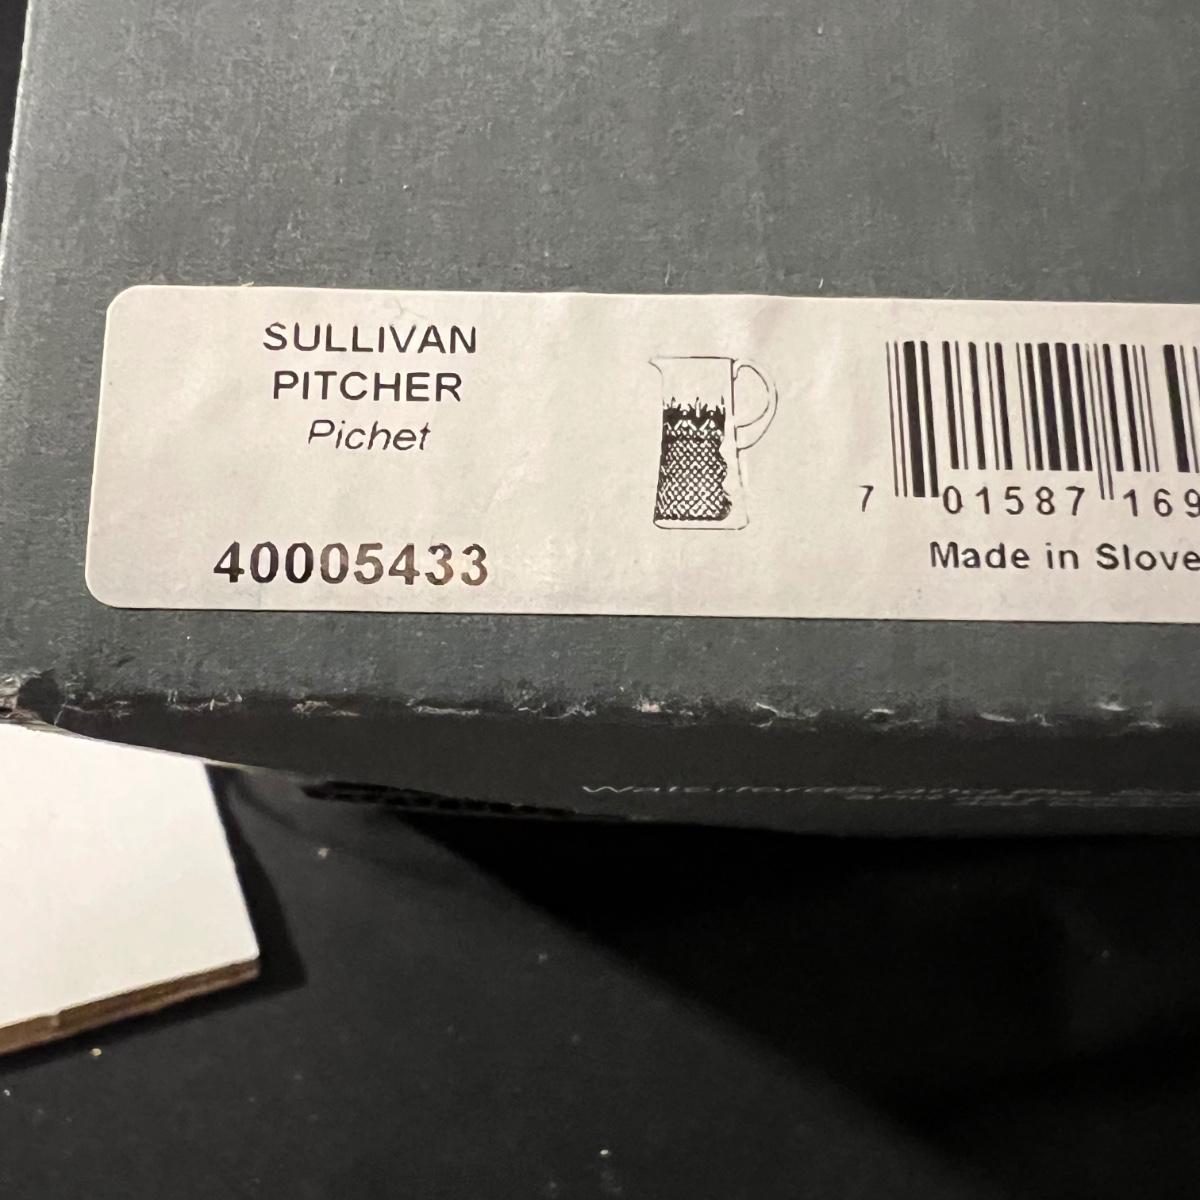 SULLIVAN
PITCHER
Pichet
40005433
7 01587 169
Made in Slove